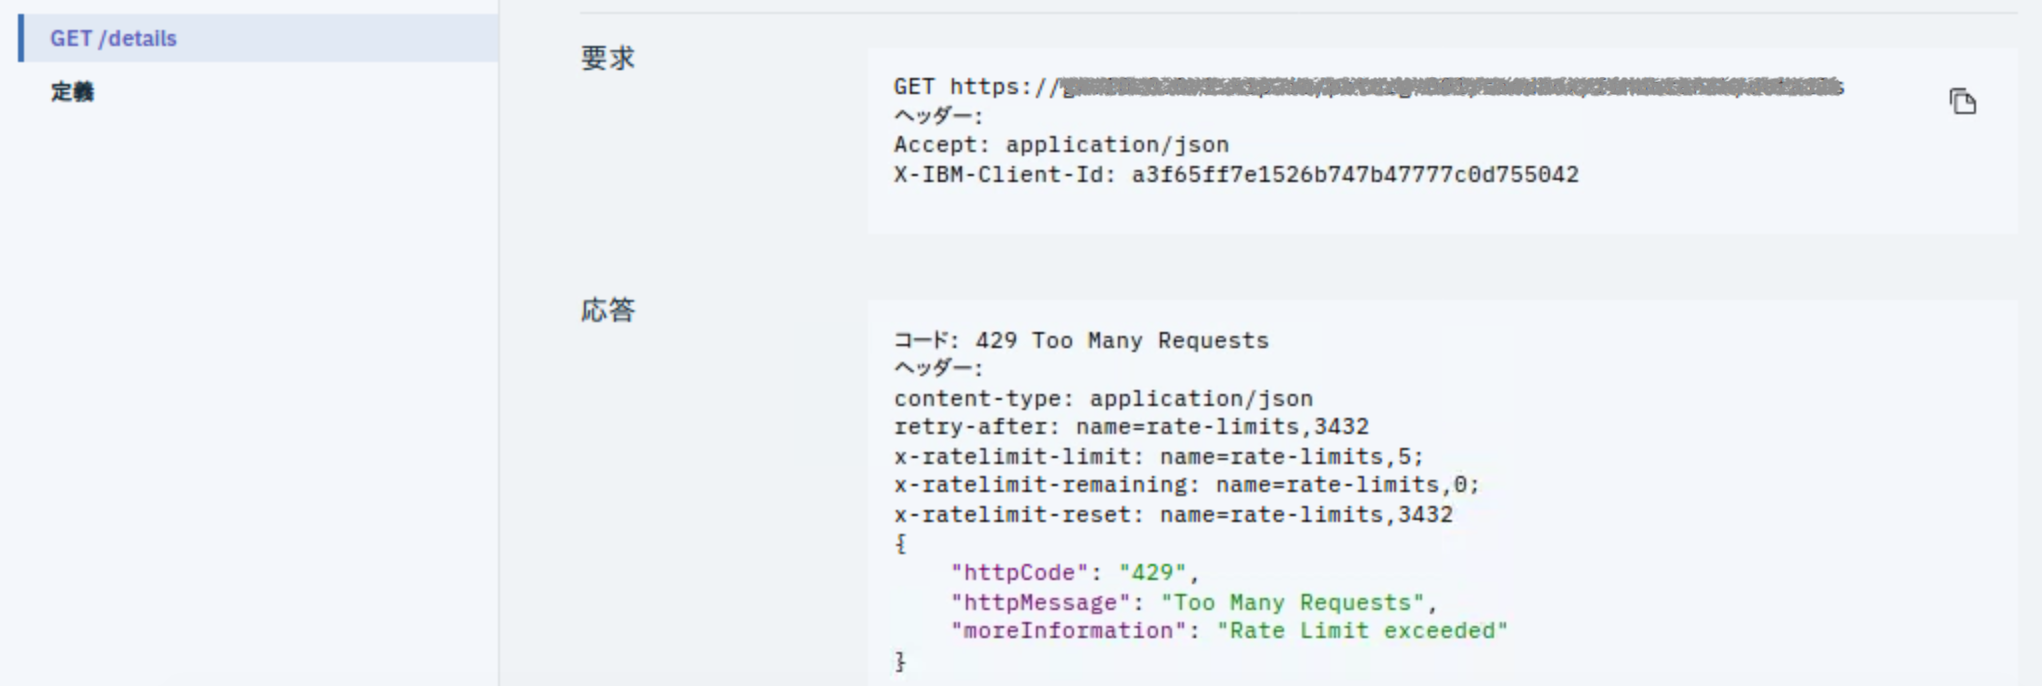 GET /details
定義
要求
GET https://
ヘッダー:
Accept: application/json
X-IBM-Client-Id: a3f65ff7e1526b747b47777c0d755042
応答
コード: 429 Too Many Requests
ヘッダー:
content-type: application/json
retry-after: name=rate-limits,3432
x-ratelimit-limit: name=rate-limits,5;
x-ratelimit-remaining: name=rate-limits,0;
x-ratelimit-reset: name=rate-limits,3432
{
"httpCode": "429",
"httpMessage": "Too Many Requests",
"moreInformation": "Rate Limit exceeded"
}